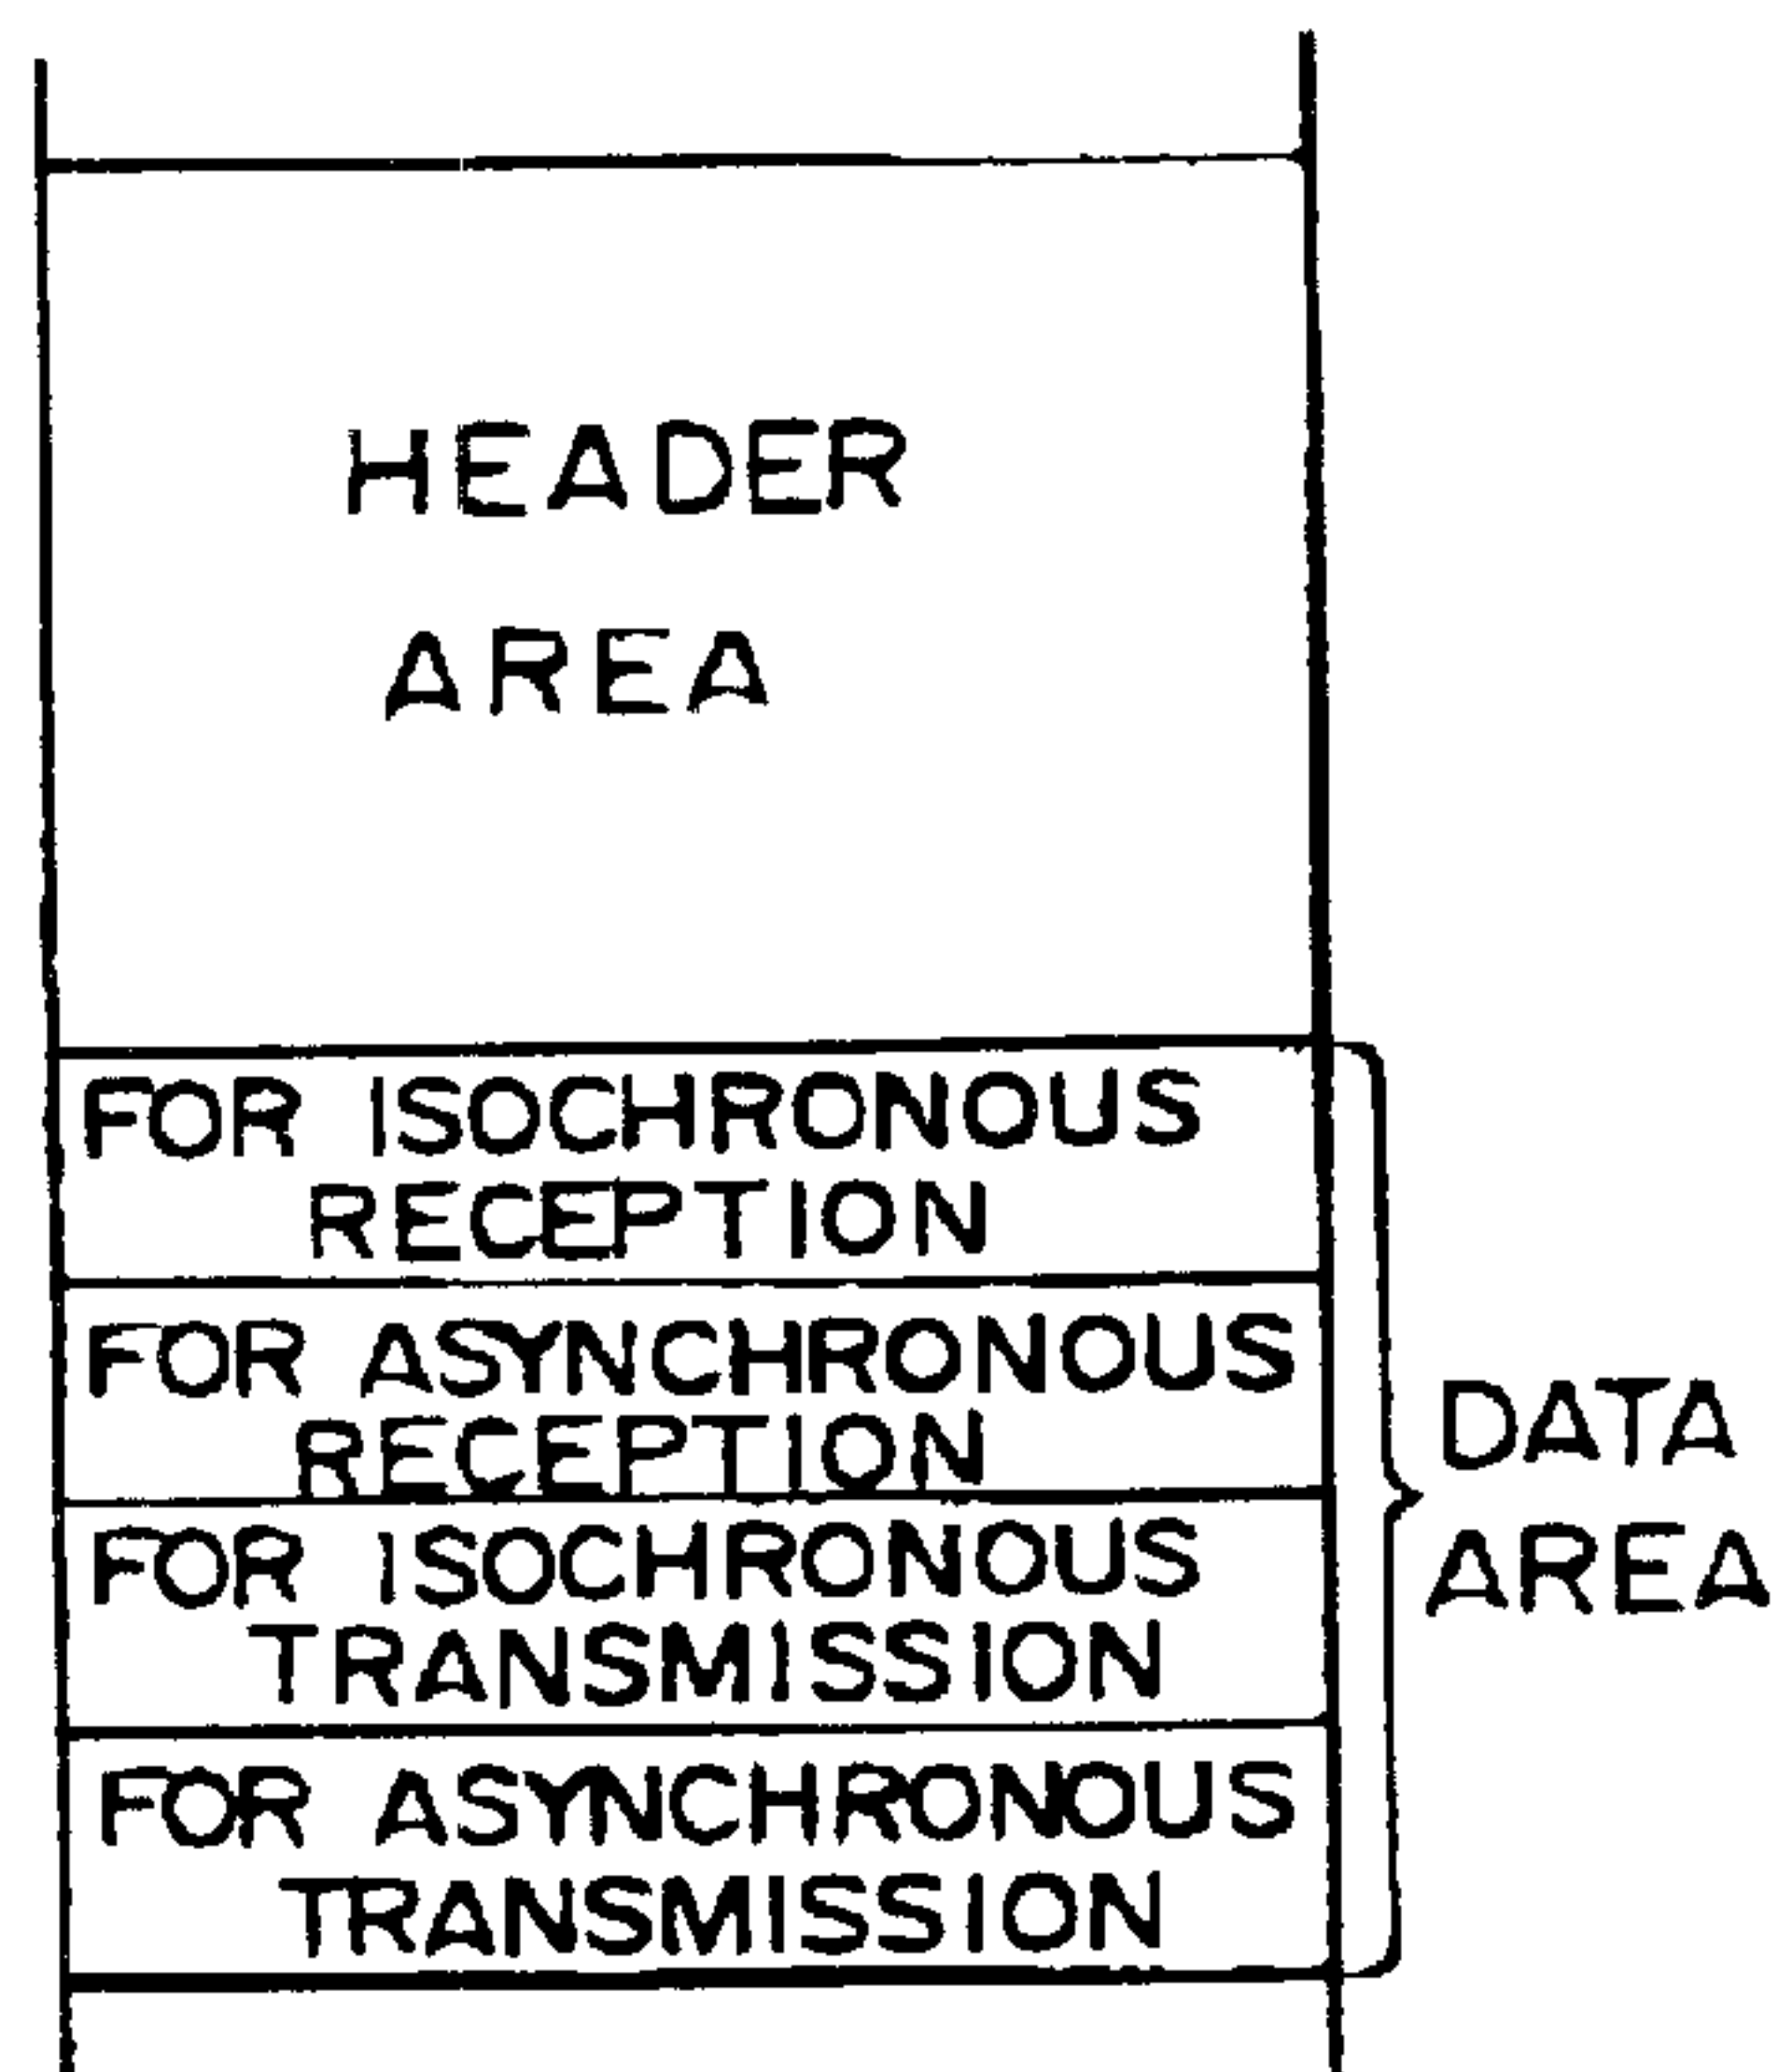 HEADER
AREA
FOR ISOCHRONOUS
RECEPTION
FOR ASYNCHRONOUS
RECEPTION
FOR ISOCHRONOUS
TRANSMISSION
FOR ASYNCHRONOUS
TRANSMISSION
DATA
AREA